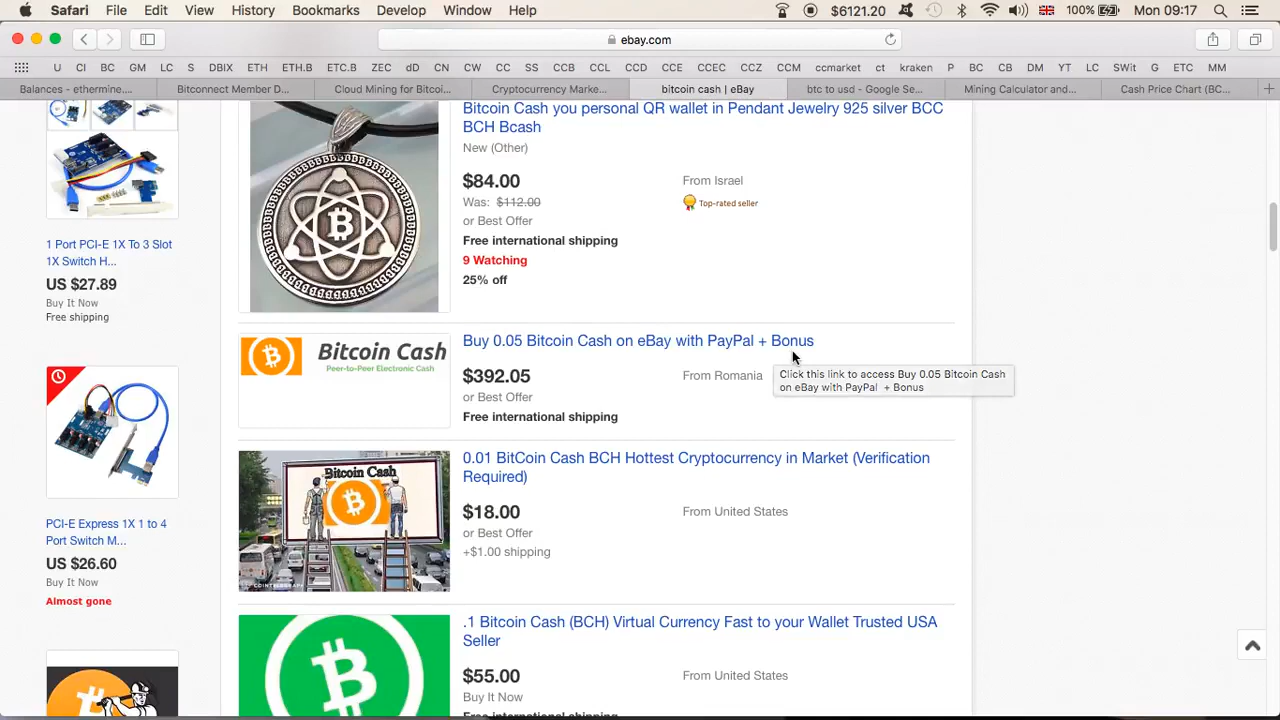 Safari File Edit View History Bookmarks Develop Window Help $6121.20 100% Mon 09:17
ebay.com
U CI BC GM LC S DBIX ETH ETH.B ETC.B ZEC dD CN CW CC SS CCB CCL CCD CCE CCEC CCZ CCM ccmarket ct kraken P BC CB DM YT LC SWit G ETC MM
Balances - ethermine.... Bitconnect Member D... Cloud Mining for Bitcoi... Cryptocurrency Marke... bitcoin cash | eBay btc to usd - Google Se... Mining Calculator and... Cash Price Chart (BC...
1 Port PCI-E 1X To 3 Slot
1X Switch H...
US $27.89
Buy It Now
Free shipping
PCI-E Express 1X 1 to 4
Port Switch M...
US $26.60
Buy It Now
Almost gone
Bitcoin Cash you personal QR wallet in Pendant Jewelry 925 silver BCC
BCH Bcash
New (Other)
$84.00 From Israel
Was: $112.00 Top-rated seller
or Best Offer
Free international shipping
9 Watching
25% off
Bitcoin Cash
Peer-to-Peer Electronic Cash
Buy 0.05 Bitcoin Cash on eBay with PayPal + Bonus
$392.05 From Romania
or Best Offer
Free international shipping
Click this link to access Buy 0.05 Bitcoin Cash
on eBay with PayPal + Bonus
Bitcoin Cash
COINTELEGRAPH
0.01 BitCoin Cash BCH Hottest Cryptocurrency in Market (Verification
Required)
$18.00 From United States
or Best Offer
+$1.00 shipping
.1 Bitcoin Cash (BCH) Virtual Currency Fast to your Wallet Trusted USA
Seller
$55.00 From United States
Buy It Now
Free international shipping